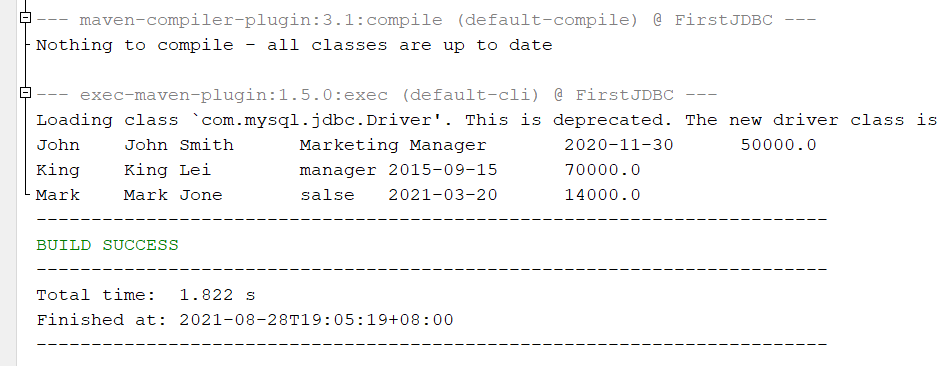 --- maven-compiler-plugin:3.1:compile (default-compile) @ FirstJDBC ---
Nothing to compile - all classes are up to date
--- exec-maven-plugin:1.5.0:exec (default-cli) @ FirstJDBC ---
Loading class `com.mysql.jdbc.Driver'. This is deprecated. The new driver class is
John    John Smith      Marketing Manager       2020-11-30      50000.0
King    King Lei        manager 2015-09-15      70000.0
Mark    Mark Jone       salse   2021-03-20      14000.0
------------------------------------------------------------------------
BUILD SUCCESS
------------------------------------------------------------------------
Total time:  1.822 s
Finished at: 2021-08-28T19:05:19+08:00
------------------------------------------------------------------------